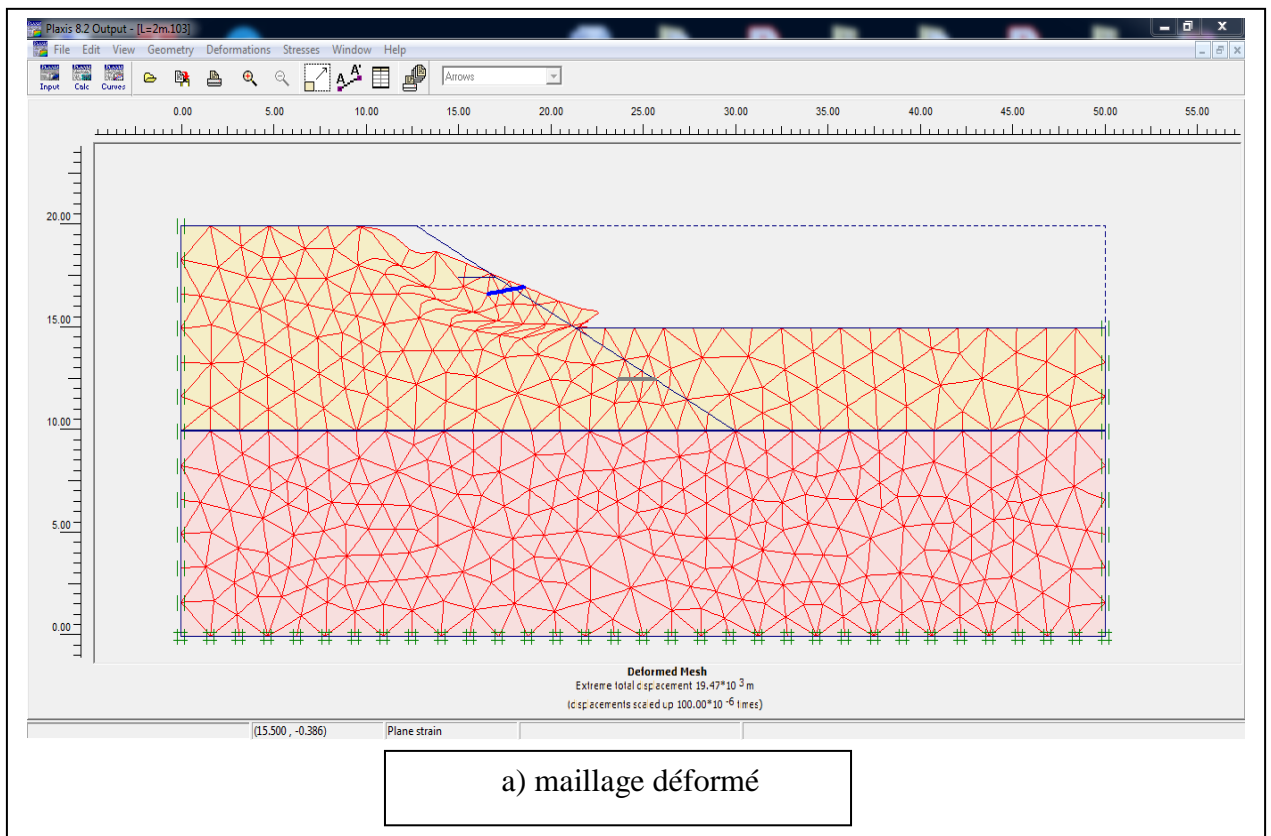 Plaxis 8.2 Output - [L=2m.103]
File Edit View Geometry Deformations Stresses Window Help
Input Calc Curves Arrows
0.00 5.00 10.00 15.00 20.00 25.00 30.00 35.00 40.00 45.00 50.00 55.00
20.00
15.00
10.00
5.00
0.00
Deformed Mesh
Extreme total displacement 19.47*10 3 m
(displacements scaled up 100.00*10 -6 times)
(15.500 , -0.386) Plane strain
a) maillage déformé